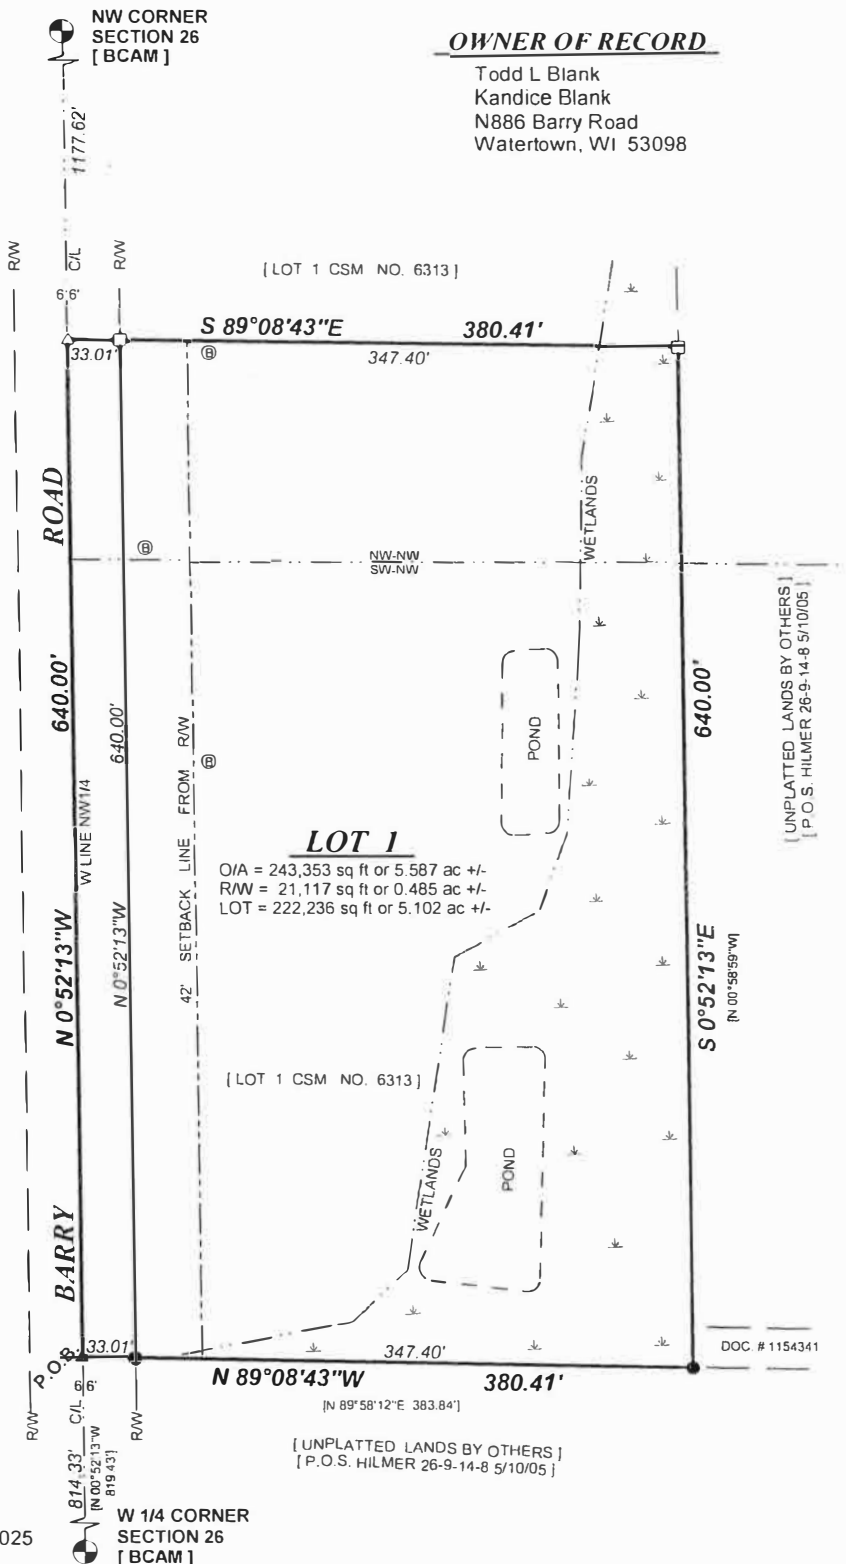 NW CORNER
SECTION 26
[ BCAM ]
OWNER OF RECORD
Todd L Blank
Kandice Blank
N886 Barry Road
Watertown, WI 53098
1177.62'
R/W
C/L
R/W
[ LOT 1 CSM NO. 6313 ]
66'
S 89°08'43"E 380.41'
33.01'
347.40'
B
WETLANDS
ROAD
B
NW-NW
SW-NW
[ UNPLATTED LANDS BY OTHERS ]
[ P.O.S. HILMER 26-9-14-8 5/10/05 ]
640.00'
640.00'
640.00'
42' SETBACK LINE FROM R/W
B
POND
W LINE NW1/4
LOT 1
O/A = 243,353 sq ft or 5.587 ac +/-
R/W = 21,117 sq ft or 0.485 ac +/-
LOT = 222,236 sq ft or 5.102 ac +/-
N 0°52'13"W
N 0°52'13"W
S 0°52'13"E
[N 00°58'59"W]
[ LOT 1 CSM NO. 6313 ]
WETLANDS
POND
BARRY
DOC. # 1154341
P.O.B.
33.01'
347.40'
66'
N 89°08'43"W 380.41'
[N 89°58'12"E 383.84']
R/W
C/L
R/W
[ UNPLATTED LANDS BY OTHERS ]
[ P.O.S. HILMER 26-9-14-8 5/10/05 ]
814.33'
[N 00°52'13"W
819.43']
W 1/4 CORNER
SECTION 26
[ BCAM ]
025